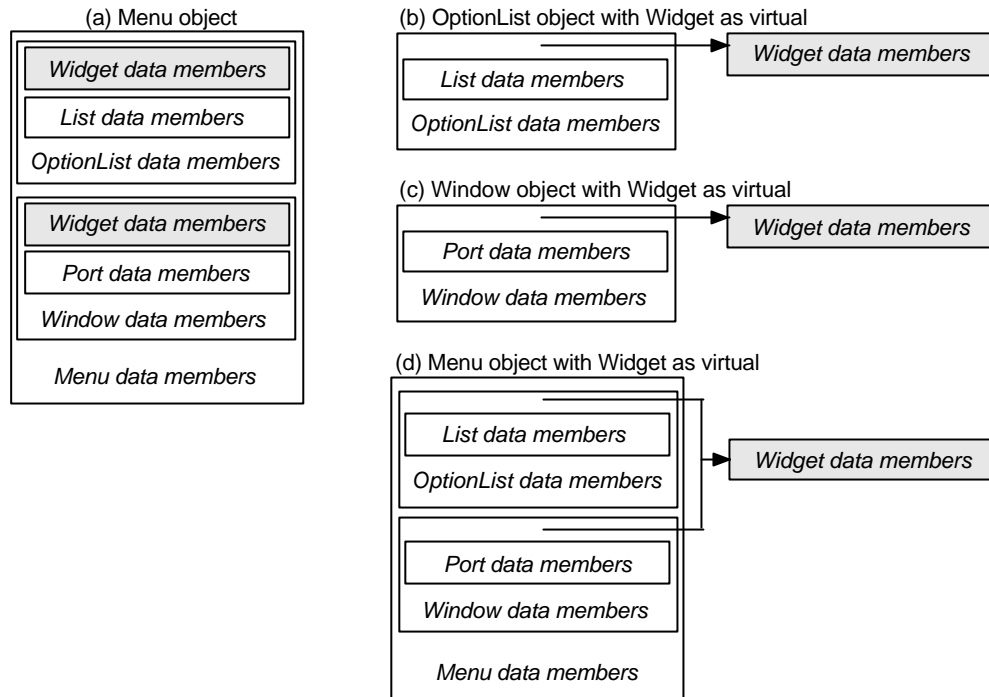 (a) Menu object
Widget data members
List data members
OptionList data members
Widget data members
Port data members
Window data members
Menu data members
(b) OptionList object with Widget as virtual
Widget data members
List data members
OptionList data members
(c) Window object with Widget as virtual
Widget data members
Port data members
Window data members
(d) Menu object with Widget as virtual
List data members
Widget data members
OptionList data members
Port data members
Window data members
Menu data members